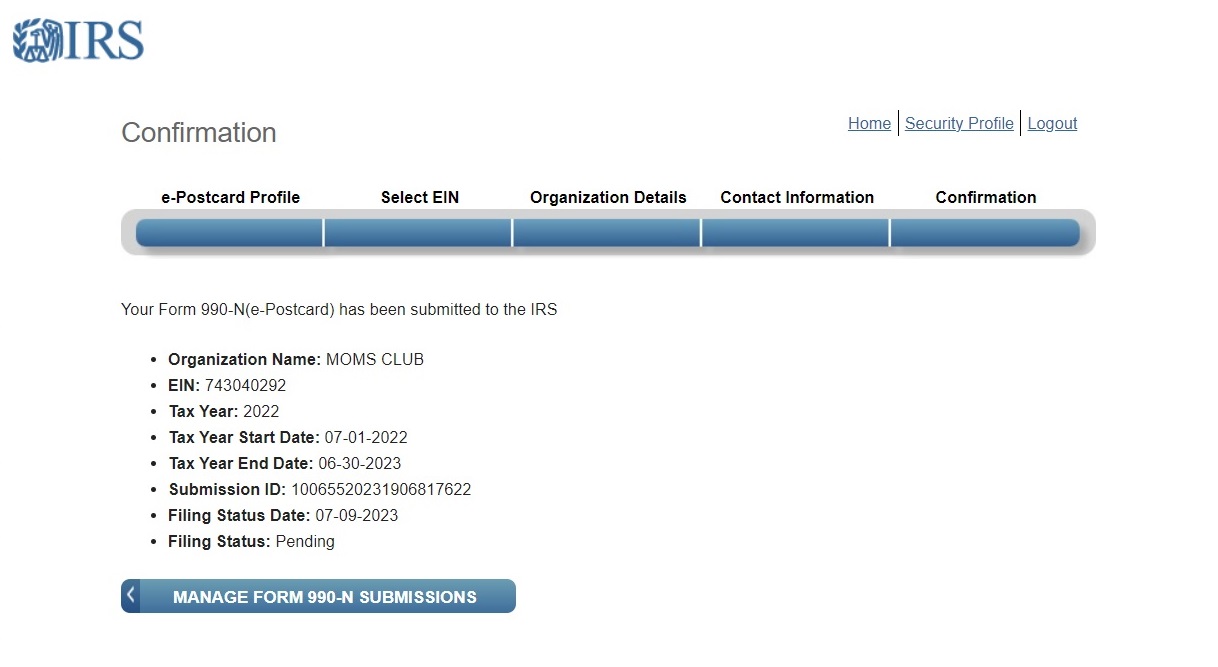 IRS
Confirmation
Home Security Profile Logout
e-Postcard Profile Select EIN Organization Details Contact Information Confirmation
Your Form 990-N(e-Postcard) has been submitted to the IRS
• Organization Name: MOMS CLUB
• EIN: 743040292
• Tax Year: 2022
• Tax Year Start Date: 07-01-2022
• Tax Year End Date: 06-30-2023
• Submission ID: 10065520231906817622
• Filing Status Date: 07-09-2023
• Filing Status: Pending
MANAGE FORM 990-N SUBMISSIONS